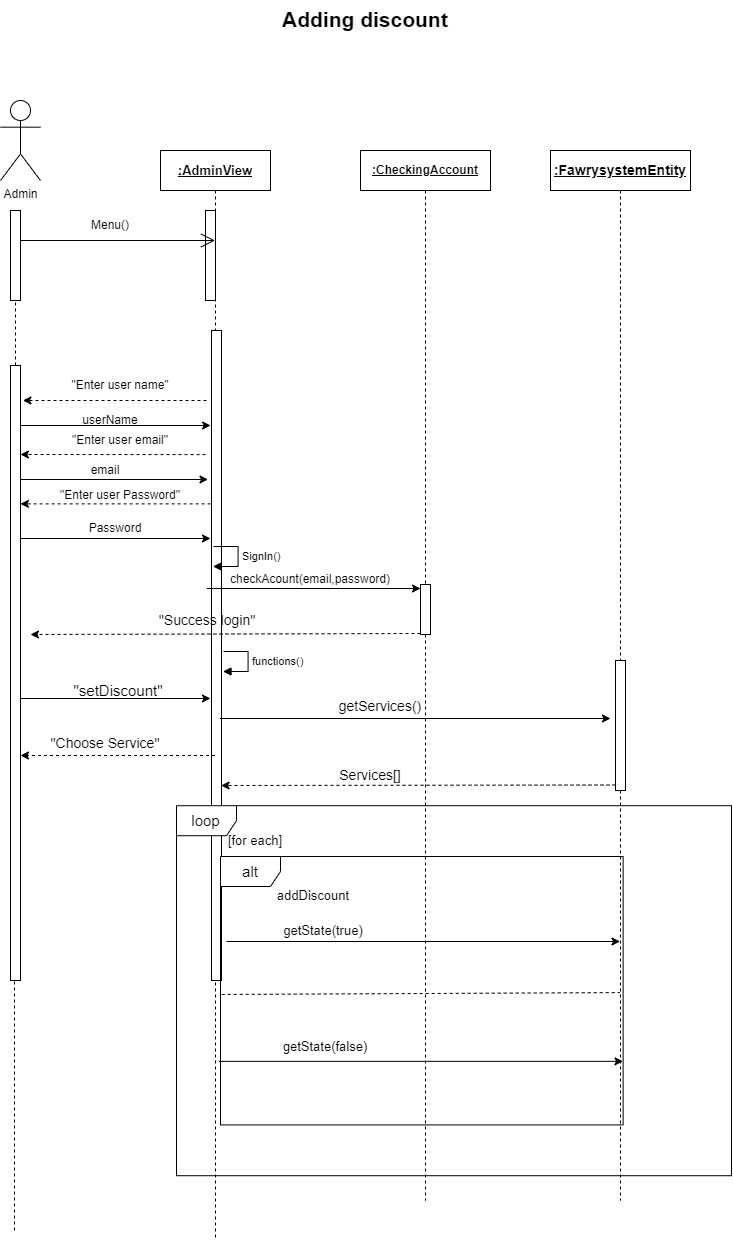 Adding discount
Admin
:AdminView
:CheckingAccount
:FawrysystemEntity
Menu()
"Enter user name"
userName
"Enter user email"
email
"Enter user Password"
Password
SignIn()
checkAcount(email,password)
"Success login"
functions()
"setDiscount"
getServices()
"Choose Service"
Services[]
loop
[for each]
alt
addDiscount
getState(true)
getState(false)